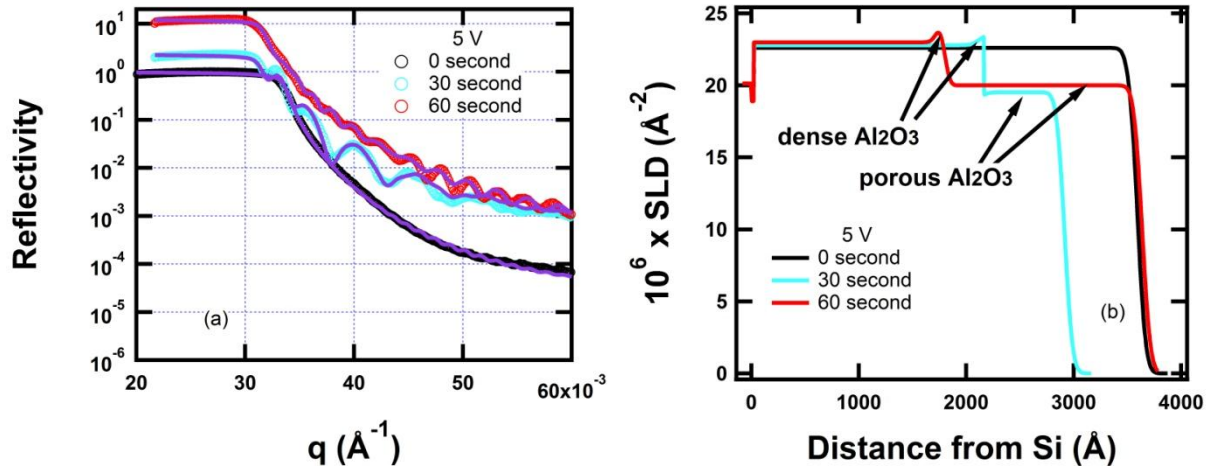 Reflectivity
10¹
10⁰
10⁻¹
10⁻²
10⁻³
10⁻⁴
10⁻⁵
10⁻⁶
5 V
0 second
30 second
60 second
(a)
20
30
40
50
60x10⁻³
q (Å⁻¹)
10⁶ x SLD (Å⁻²)
25
20
15
10
5
0
dense Al₂O₃
porous Al₂O₃
5 V
0 second
30 second
60 second
(b)
0
1000
2000
3000
4000
Distance from Si (Å)